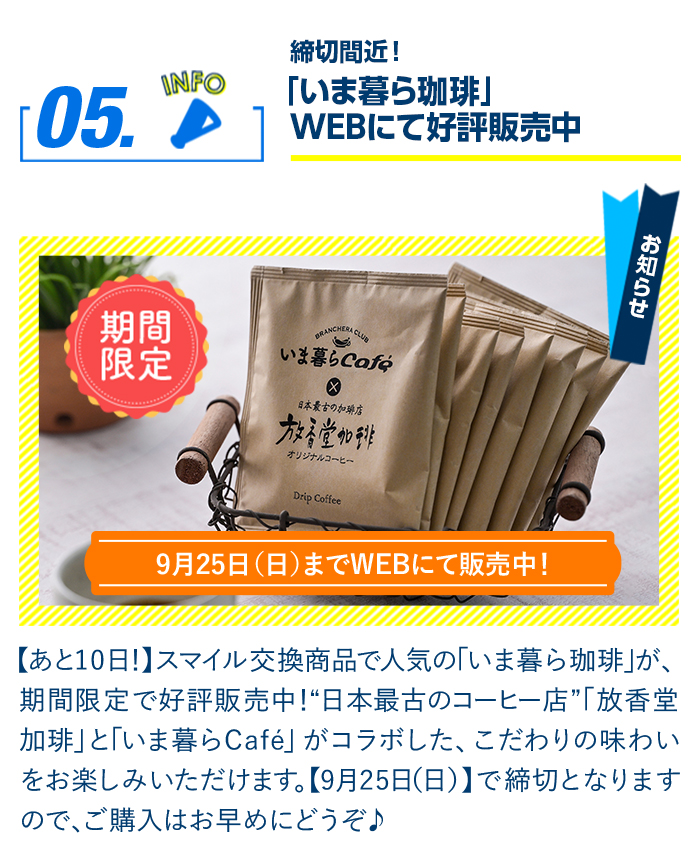 05.
INFO
締切間近！
「いま暮ら珈琲」
WEBにて好評販売中
お知らせ
期間
限定
BRANCHERA CLUB
いま暮らCafé
×
日本最古の珈琲店
放香堂加琲
オリジナルコーヒー
Drip Coffee
9月25日（日）までWEBにて販売中！
【あと10日！】スマイル交換商品で人気の「いま暮ら珈琲」が、
期間限定で好評販売中！“日本最古のコーヒー店”「放香堂
加琲」と「いま暮らCafé」がコラボした、こだわりの味わい
をお楽しみいただけます。【9月25日（日）】で締切となります
ので、ご購入はお早めにどうぞ♪